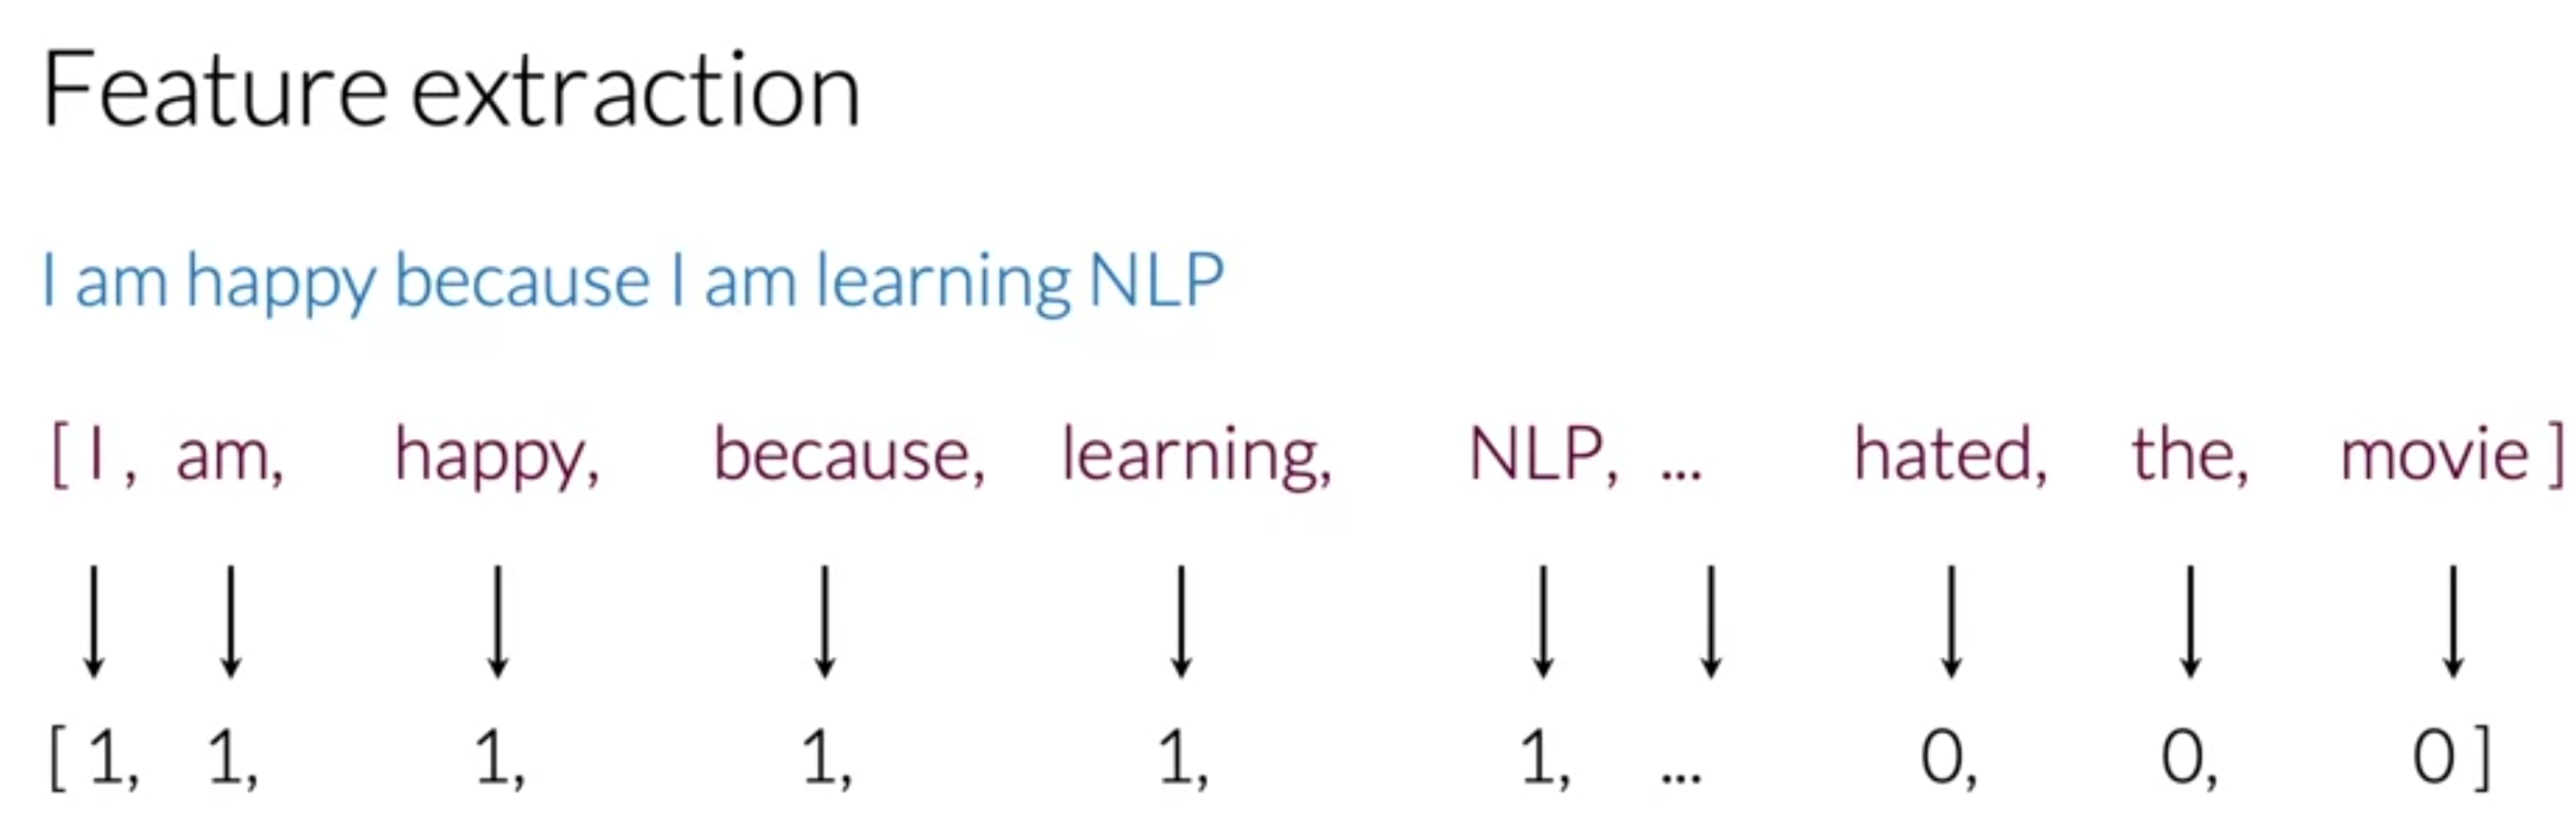 Feature extraction
I am happy because I am learning NLP
[ I , am, happy, because, learning, NLP, ... hated, the, movie ]
[ 1, 1, 1, 1, 1, 1, ... 0, 0, 0 ]